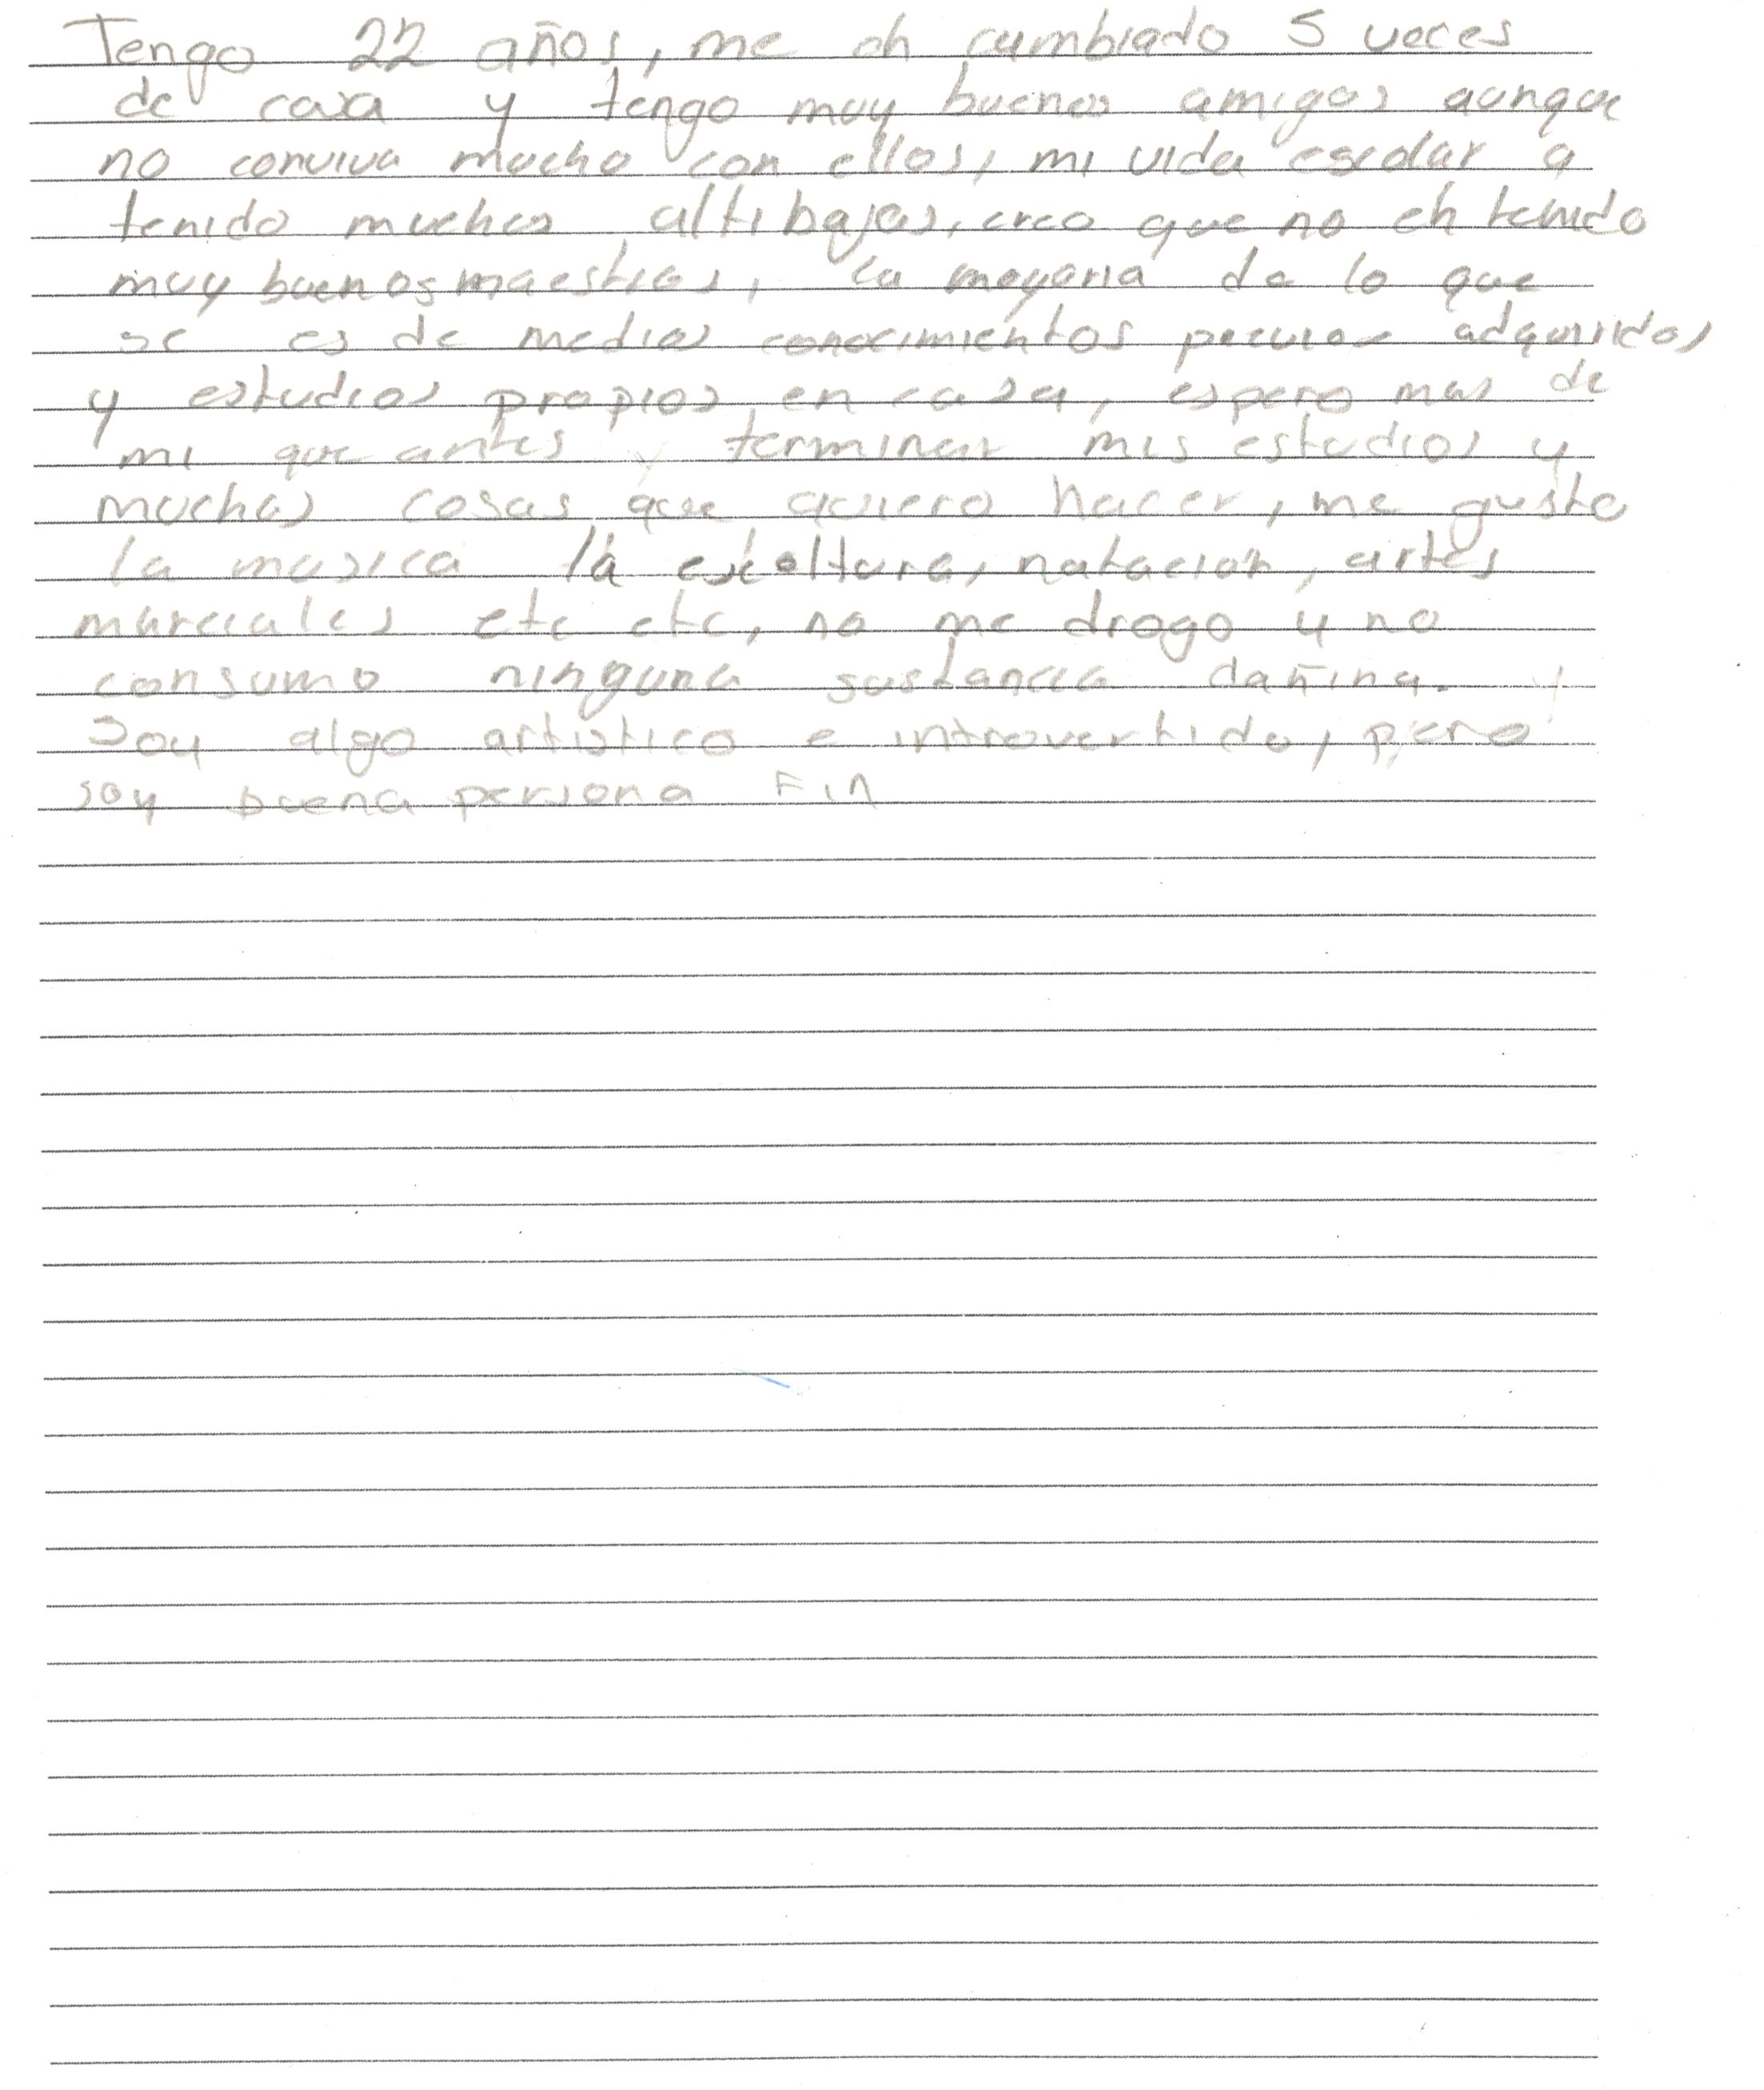 Tengo 22 años, me eh cambiado 5 veces
de casa y tengo muy buenos amigos aunque
no conviva mucho con ellos, mi vida escolar a
tenido muchos altibajos, creo que no eh tenido
muy buenos maestros, la mayoria de lo que
se es de medios conocimientos adquiridos
y estudios propios en casa, espero mas de
mi que antes y terminar mis estudios y
muchas cosas que quiero hacer, me gusta
la musica la escultura, natacion, artes
marciales etc etc, no me drogo y no
consumo ninguna sustancia dañina.
Soy algo artistico e introvertido, pero
soy buena persona Fin